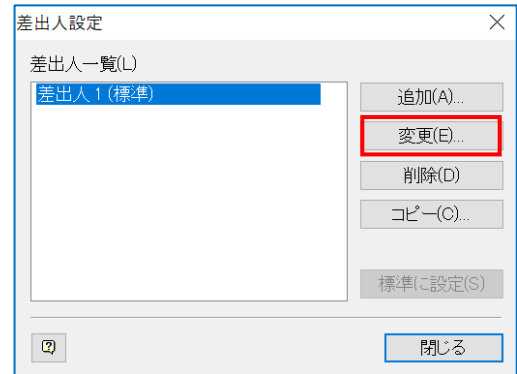 差出人設定
差出人一覧(L)
差出人 1 (標準)
追加(A)...
変更(E)...
削除(D)
コピー(C)...
標準に設定(S)
閉じる